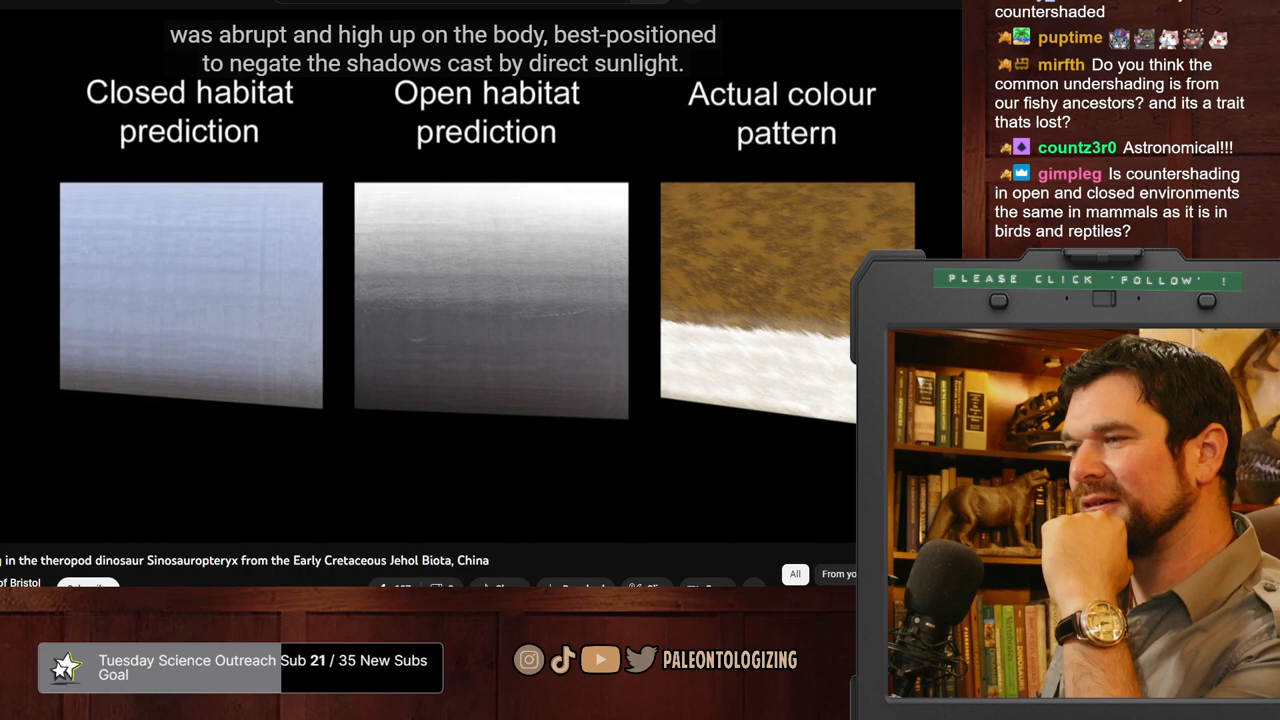 was abrupt and high up on the body, best-positioned
to negate the shadows cast by direct sunlight.
Closed habitat
prediction
Open habitat
prediction
Actual colour
pattern
in the theropod dinosaur Sinosauropteryx from the Early Cretaceous Jehol Biota, China
of Bristol
All
From yo
countershaded
puptime
mirfth Do you think the
common undershading is from
our fishy ancestors? and its a trait
thats lost?
countz3r0 Astronomical!!!
gimpleg Is countershading
in open and closed environments
the same in mammals as it is in
birds and reptiles?
PLEASE CLICK 'FOLLOW' !
Tuesday Science Outreach Sub 21 / 35 New Subs
Goal
PALEONTOLOGIZING